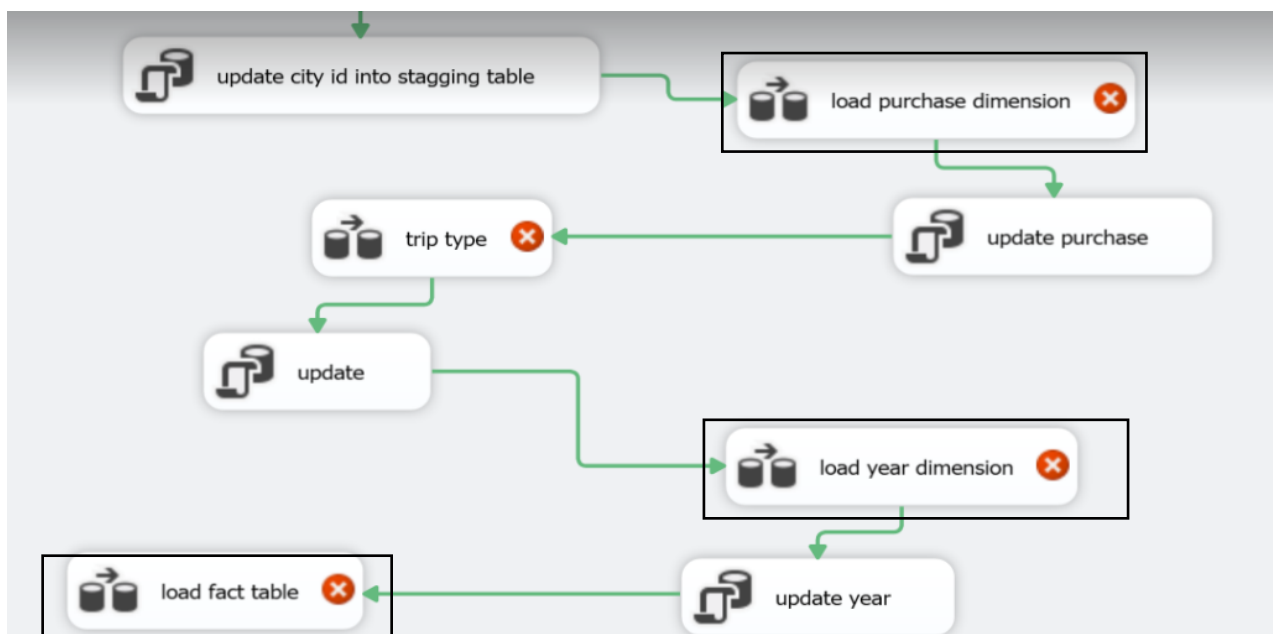 update city id into stagging table
load purchase dimension
update purchase
trip type
update
load year dimension
update year
load fact table